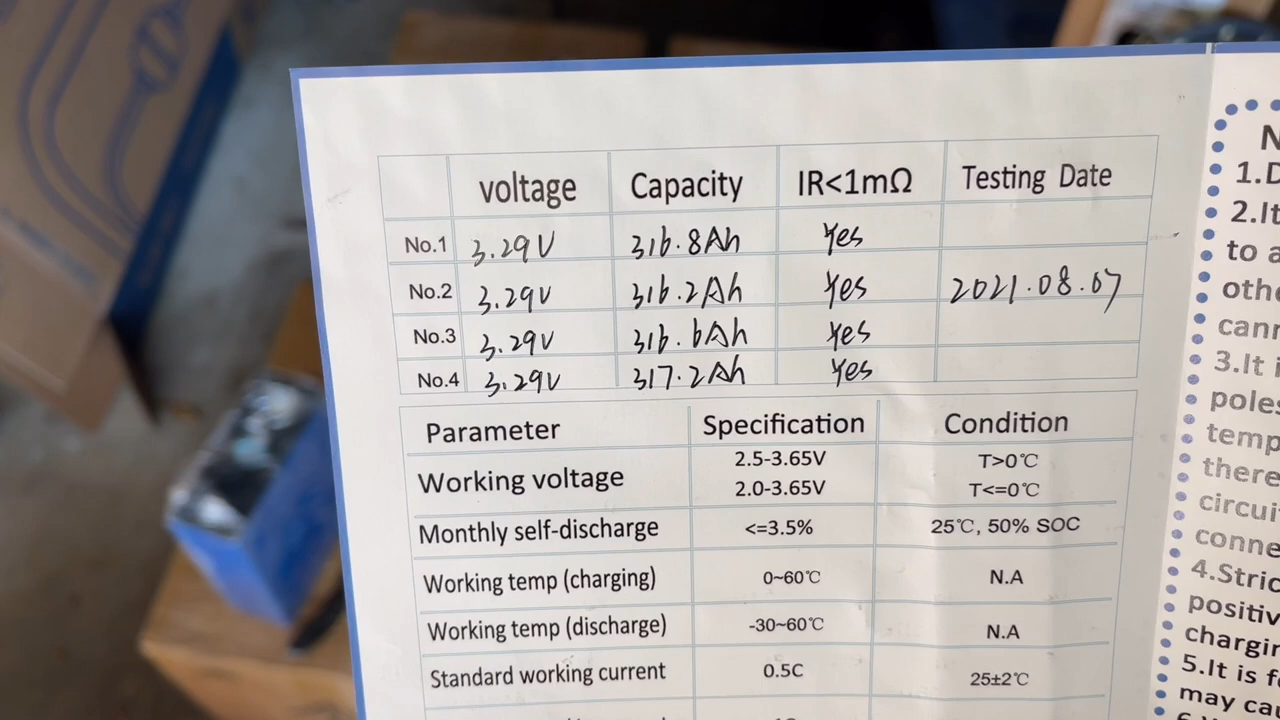 voltage Capacity IR<1mΩ Testing Date
No.1 3.29V 316.8Ah Yes
No.2 3.29V 316.2Ah Yes 2021.08.07
No.3 3.29V 316.6Ah Yes
No.4 3.29V 317.2Ah Yes
Parameter Specification Condition
Working voltage 2.5-3.65V T>0℃
2.0-3.65V T<=0℃
Monthly self-discharge <=3.5% 25℃, 50% SOC
Working temp (charging) 0~60℃ N.A
Working temp (discharge) -30~60℃ N.A
Standard working current 0.5C 25±2℃
1.D
2.It
to a
othe
cann
3.It i
poles
temp
there
circui
conne
4.Stric
positiv
chargin
5.It is f
may cau